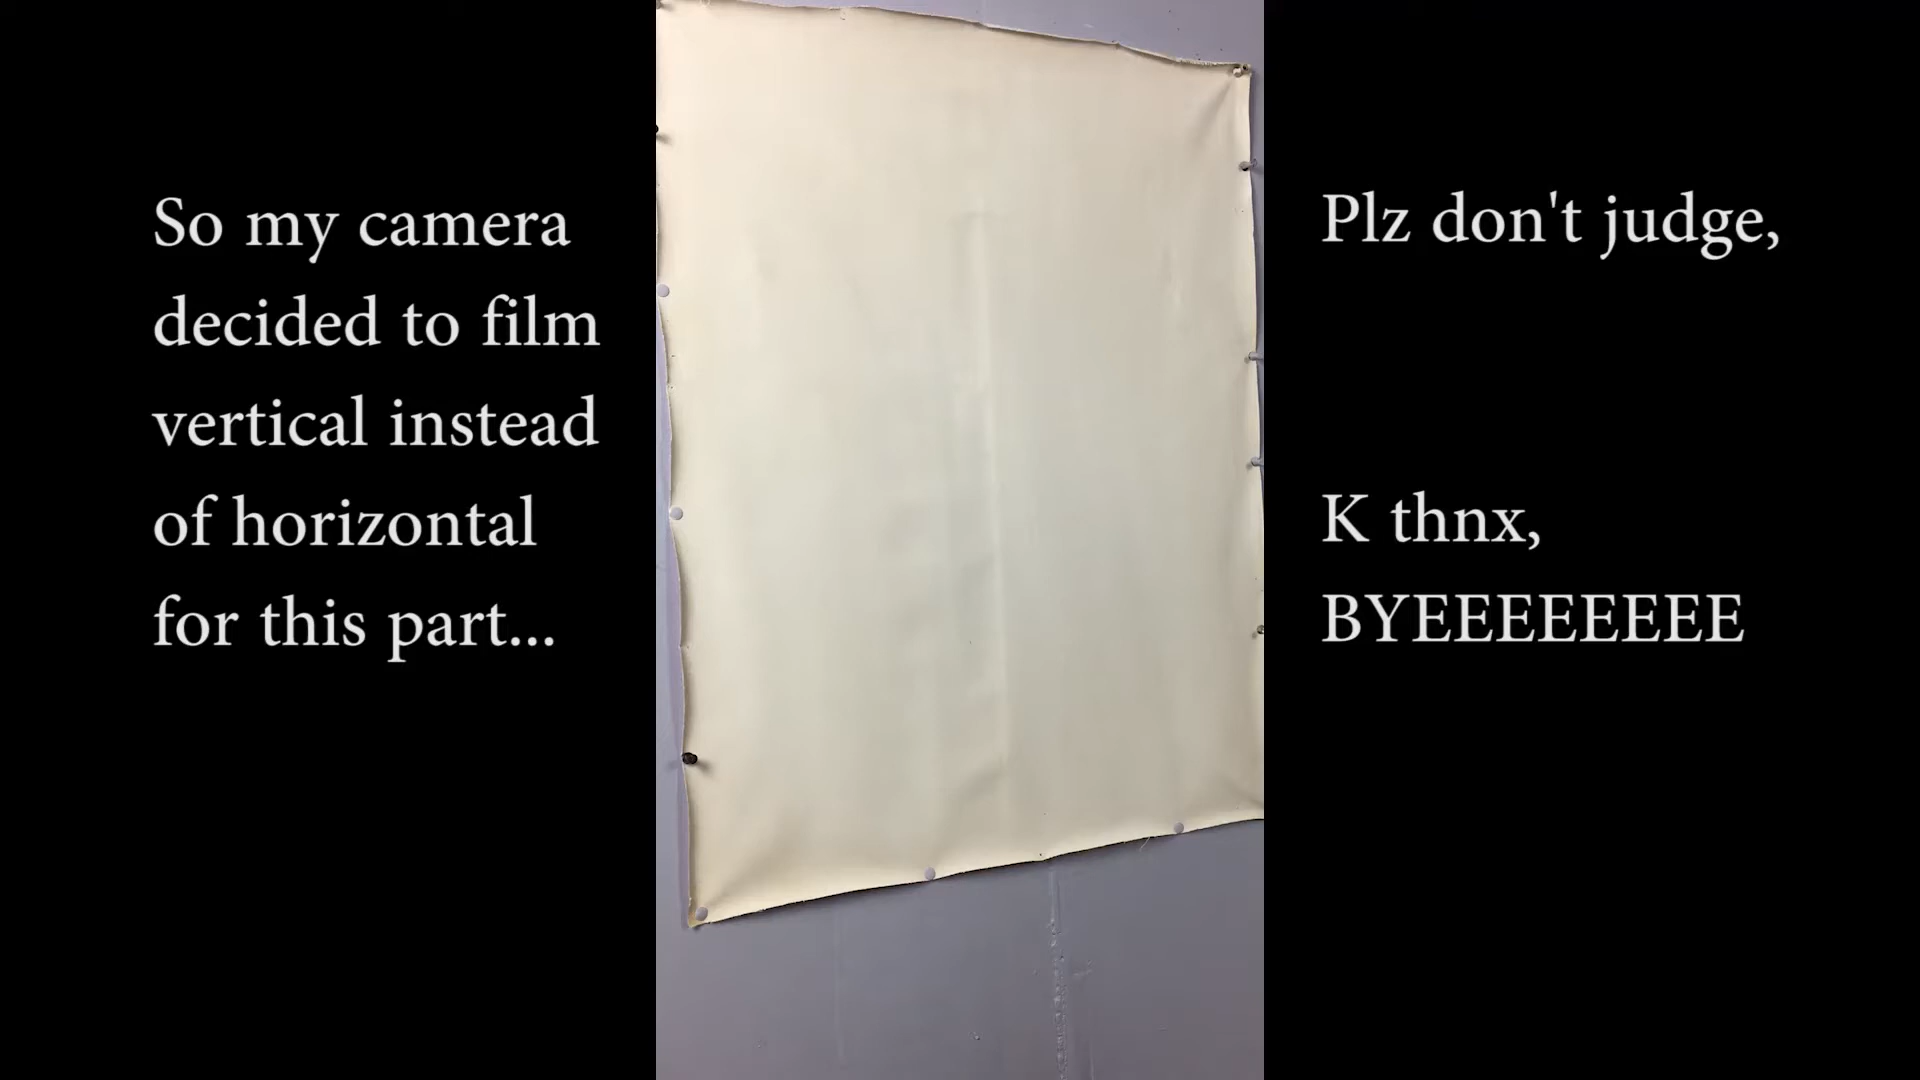 So my camera
decided to film
vertical instead
of horizontal
for this part...
Plz don't judge,
K thnx,
BYEEEEEEEE